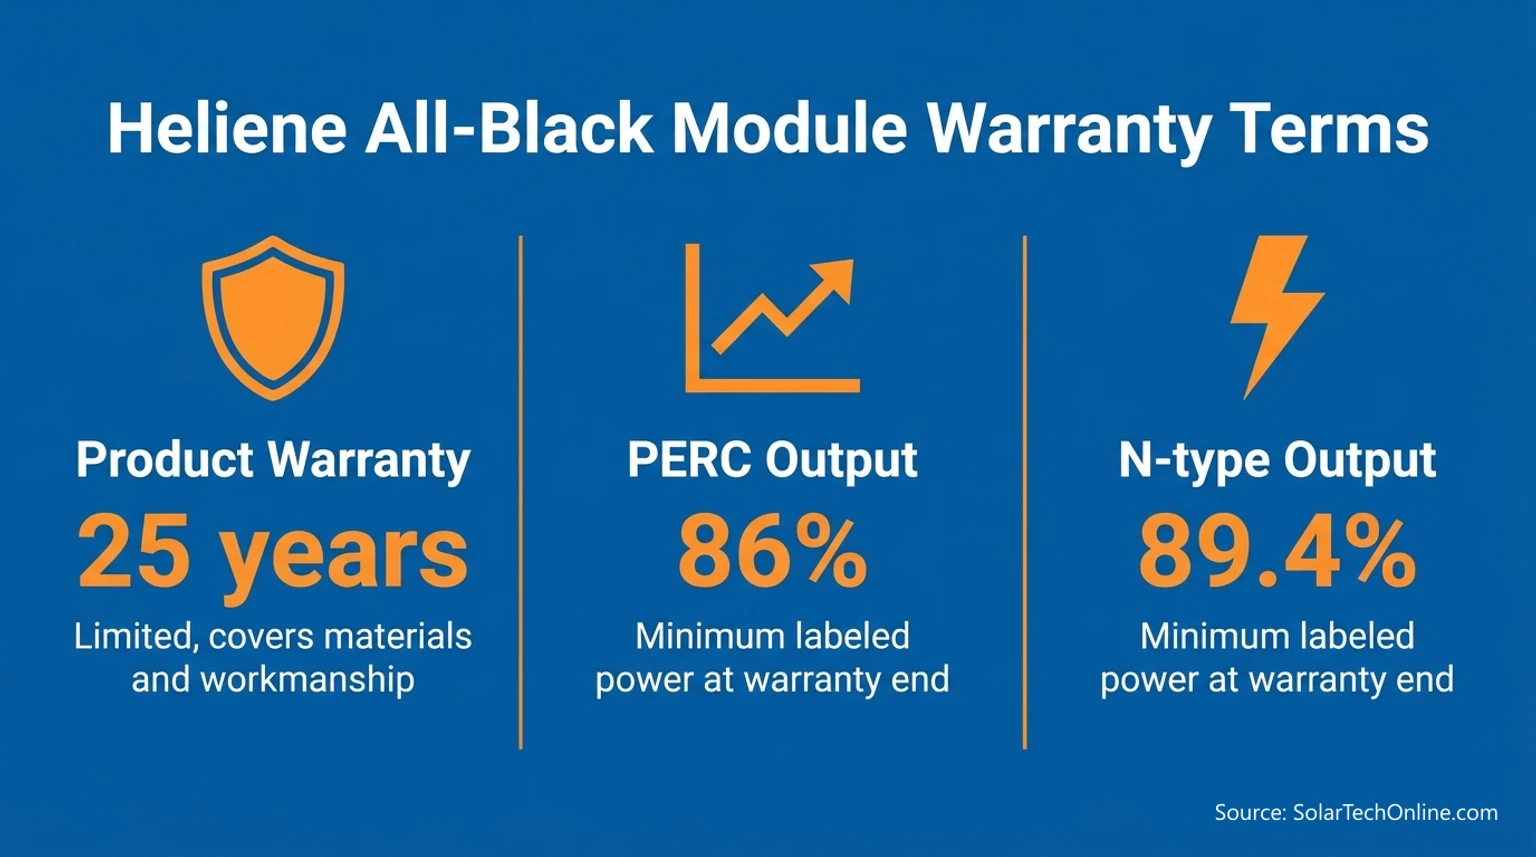 Heliene All-Black Module Warranty Terms
Product Warranty
25 years
Limited, covers materials
and workmanship
PERC Output
86%
Minimum labeled
power at warranty end
N-type Output
89.4%
Minimum labeled
power at warranty end
Source: SolarTechOnline.com